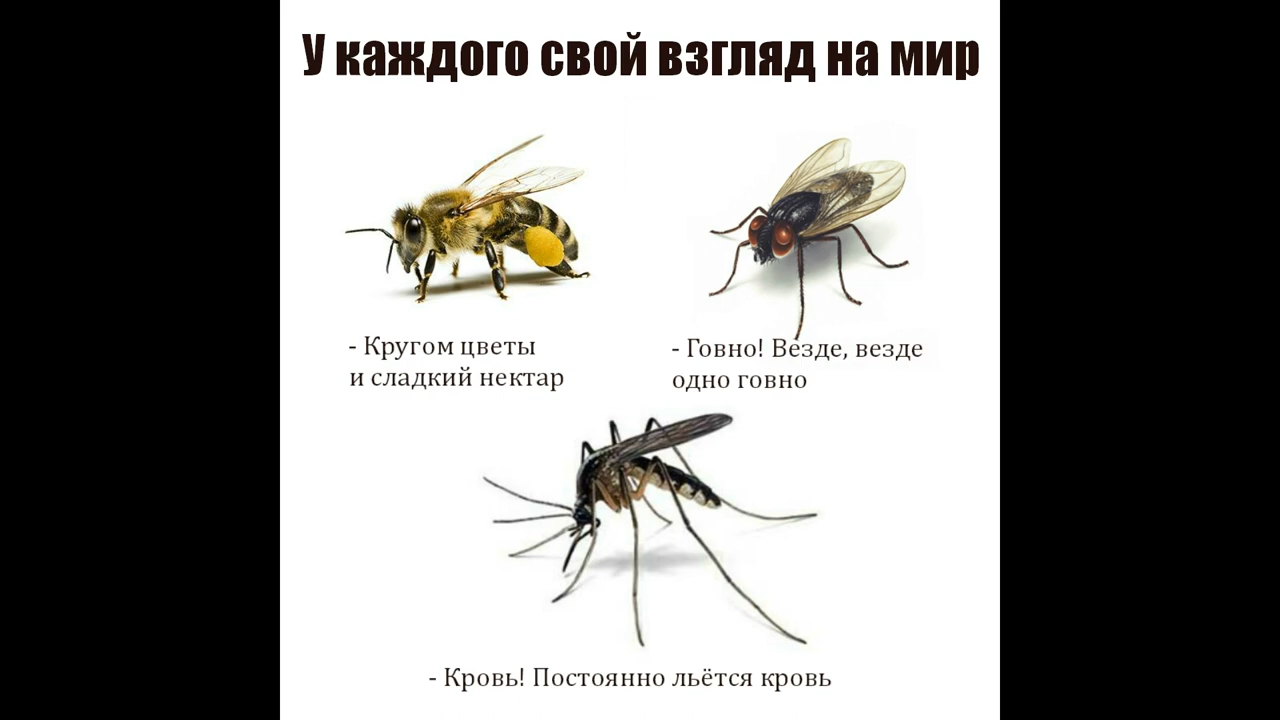 У каждого свой взгляд на мир
- Кругом цветы
и сладкий нектар
- Говно! Везде, везде
одно говно
- Кровь! Постоянно льётся кровь